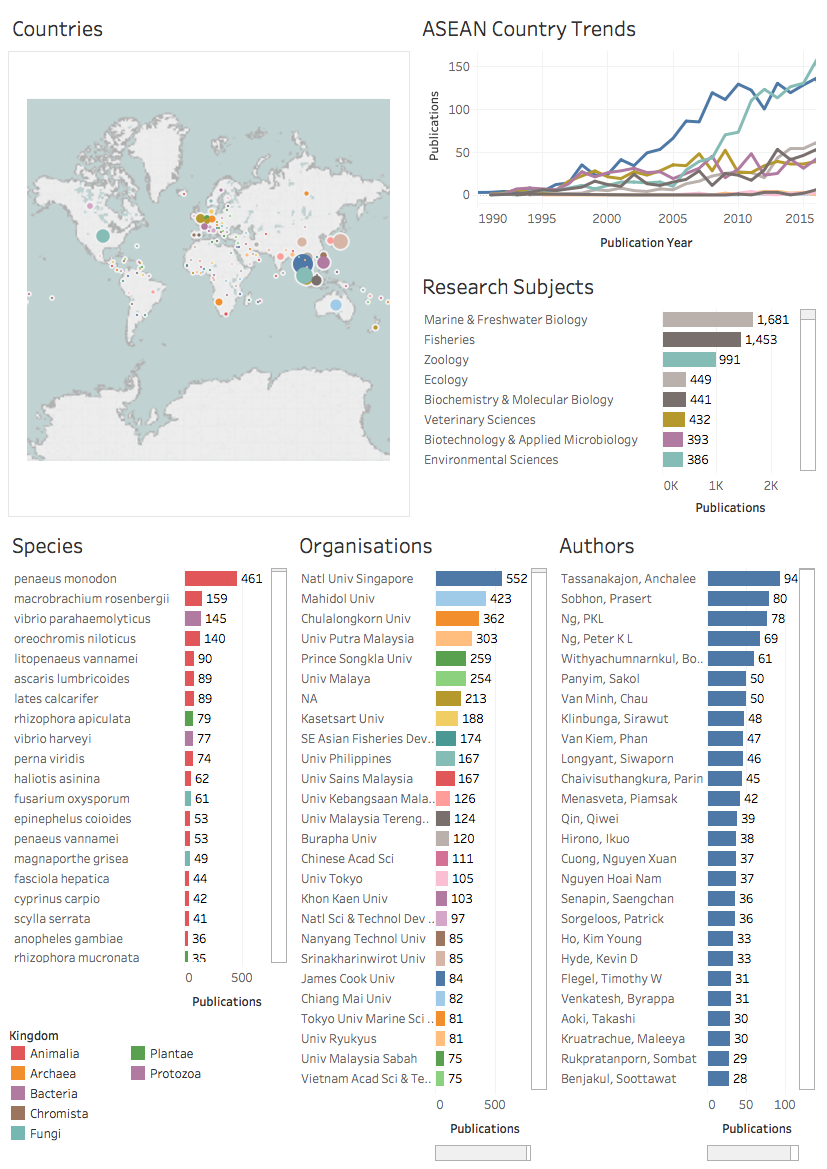 Countries
ASEAN Country Trends
150
100
50
0
Publications
1990
1995
2000
2005
2010
2015
Publication Year
Research Subjects
Marine & Freshwater Biology 1,681
Fisheries 1,453
Zoology 991
Ecology 449
Biochemistry & Molecular Biology 441
Veterinary Sciences 432
Biotechnology & Applied Microbiology 393
Environmental Sciences 386
0K 1K 2K
Publications
Species
penaeus monodon 461
macrobrachium rosenbergii 159
vibrio parahaemolyticus 145
oreochromis niloticus 140
litopenaeus vannamei 90
ascaris lumbricoides 89
lates calcarifer 89
rhizophora apiculata 79
vibrio harveyi 77
perna viridis 74
haliotis asinina 62
fusarium oxysporum 61
epinephelus coioides 53
penaeus vannamei 53
magnaporthe grisea 49
fasciola hepatica 44
cyprinus carpio 42
scylla serrata 41
anopheles gambiae 36
rhizophora mucronata 35
0 500
Publications
Kingdom
Animalia
Archaea
Bacteria
Chromista
Fungi
Plantae
Protozoa
Organisations
Natl Univ Singapore 552
Mahidol Univ 423
Chulalongkorn Univ 362
Univ Putra Malaysia 303
Prince Songkla Univ 259
Univ Malaya 254
NA 213
Kasetsart Univ 188
SE Asian Fisheries Dev.. 174
Univ Philippines 167
Univ Sains Malaysia 167
Univ Kebangsaan Mala.. 126
Univ Malaysia Tereng.. 124
Burapha Univ 120
Chinese Acad Sci 111
Univ Tokyo 105
Khon Kaen Univ 103
Natl Sci & Technol Dev .. 97
Nanyang Technol Univ 85
Srinakharinwirot Univ 85
James Cook Univ 84
Chiang Mai Univ 82
Tokyo Univ Marine Sci .. 81
Univ Ryukyus 81
Univ Malaysia Sabah 75
Vietnam Acad Sci & Te.. 75
0 500
Publications
Authors
Tassanakajon, Anchalee 94
Sobhon, Prasert 80
Ng, PKL 78
Ng, Peter K L 69
Withyachumnarnkul, Bo.. 61
Panyim, Sakol 50
Van Minh, Chau 50
Klinbunga, Sirawut 48
Van Kiem, Phan 47
Longyant, Siwaporn 46
Chaivisuthangkura, Parin 45
Menasveta, Piamsak 42
Qin, Qiwei 39
Hirono, Ikuo 38
Cuong, Nguyen Xuan 37
Nguyen Hoai Nam 37
Senapin, Saengchan 36
Sorgeloos, Patrick 36
Ho, Kim Young 33
Hyde, Kevin D 33
Flegel, Timothy W 31
Venkatesh, Byrappa 31
Aoki, Takashi 30
Kruatrachue, Maleeya 30
Rukpratanporn, Sombat 29
Benjakul, Soottawat 28
0 50 100
Publications